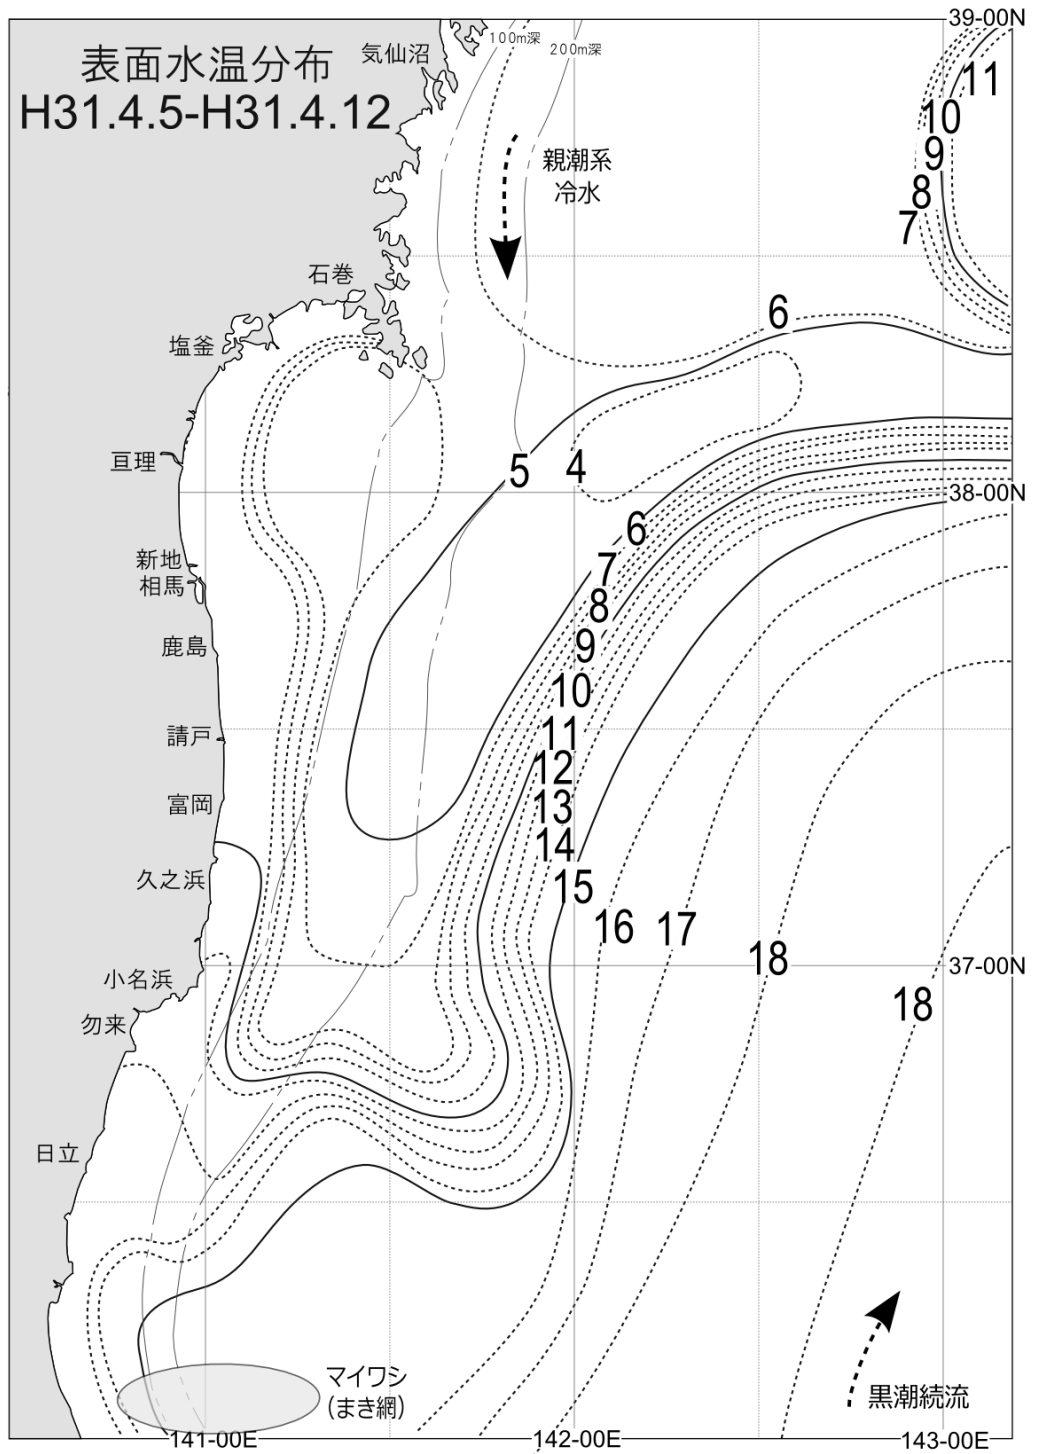 表面水温分布
H31.4.5-H31.4.12
気仙沼
100m深
200m深
39-00N
11
10
9
8
7
親潮系
冷水
石巻
6
塩釜
亘理
5
4
38-00N
6
新地
相馬
7
8
鹿島
9
10
請戸
11
12
富岡
13
14
久之浜
15
16
17
18
37-00N
小名浜
18
勿来
日立
マイワシ
(まき網)
黒潮続流
141-00E
142-00E
143-00E